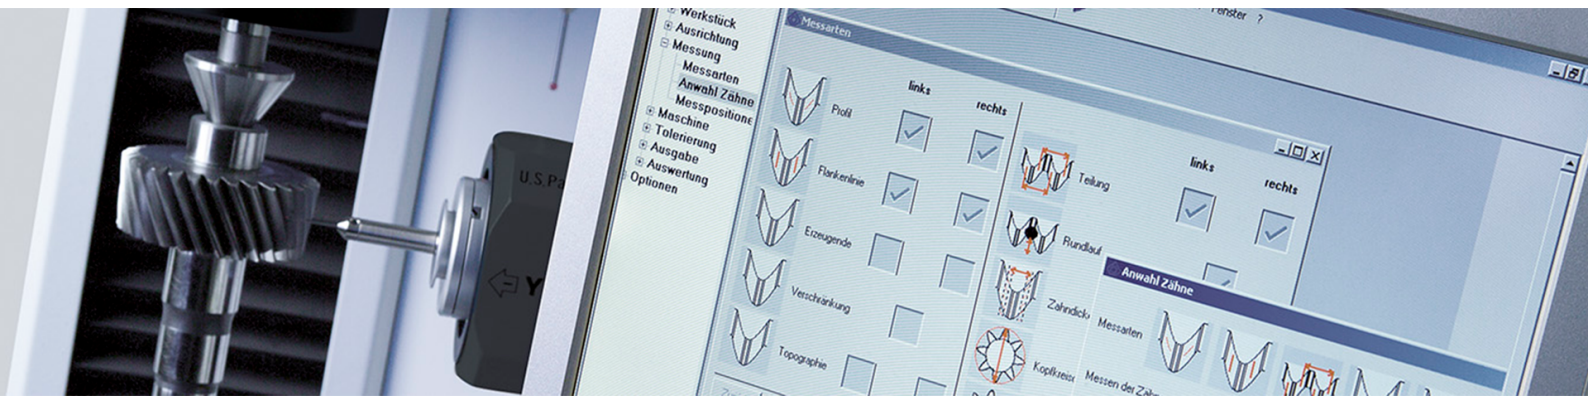 U.S.Pa
Y
Werkstück
Ausrichtung
Messung
Messarten
Anwahl Zähne
Messpositione
Maschine
Tolerierung
Ausgabe
Auswertung
Optionen
Fenster ?
Messarten
links rechts
Profil
Flankenlinie
Erzeugende
Verschränkung
Topographie
links rechts
Teilung
Rundlauf
Zahndick
Kopfkreis
Anwahl Zähne
Messarten
Messen der Zäh